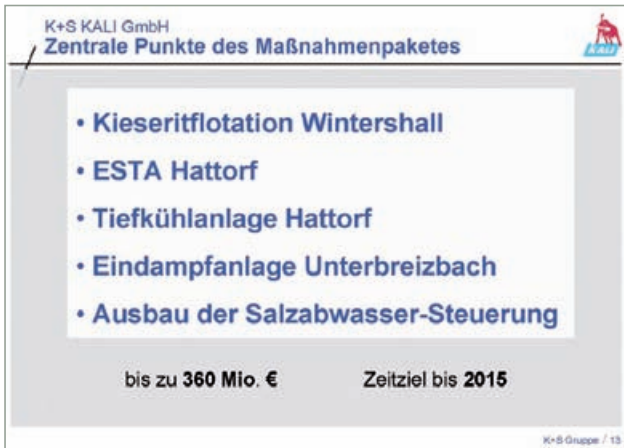 K+S KALI GmbH
Zentrale Punkte des Maßnahmenpaketes
KALI
• Kieseritflotation Wintershall
• ESTA Hattorf
• Tiefkühlanlage Hattorf
• Eindampfanlage Unterbreizbach
• Ausbau der Salzabwasser-Steuerung
bis zu 360 Mio. € Zeitziel bis 2015
K+S Gruppe / 13